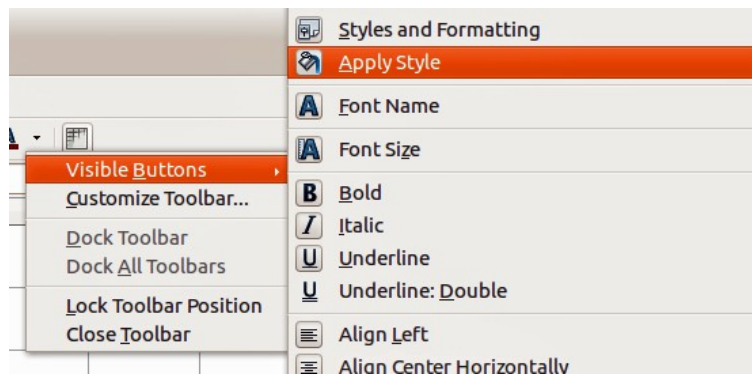 Styles and Formatting
Apply Style
Font Name
Font Size
Visible Buttons
Bold
Customize Toolbar...
Italic
Dock Toolbar
Underline
Dock All Toolbars
Underline: Double
Lock Toolbar Position
Close Toolbar
Align Left
Align Center Horizontally